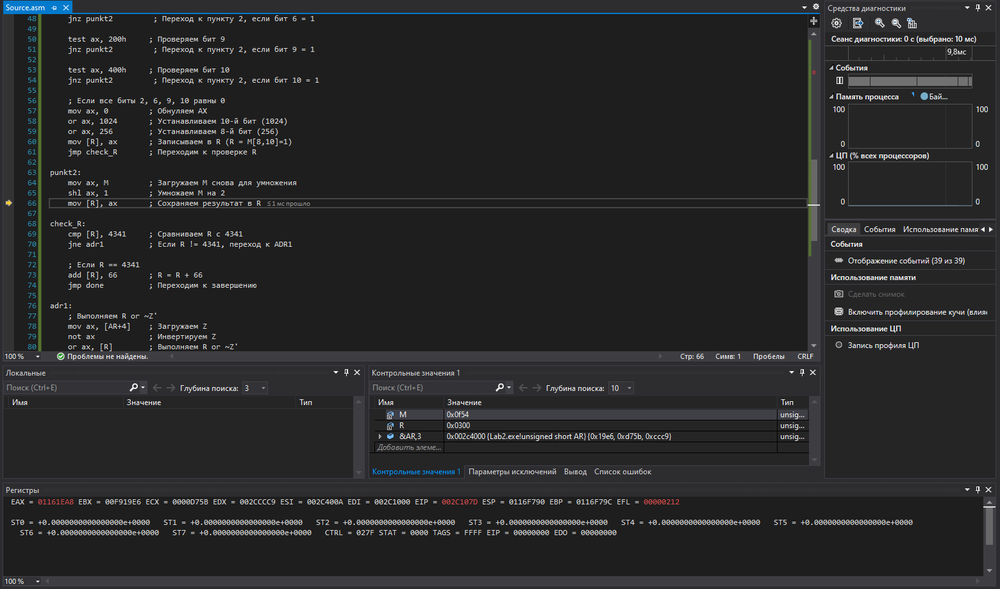 Source.asm
48 jnz punkt2 ; Переход к пункту 2, если бит 6 = 1
49
50 test ax, 200h ; Проверяем бит 9
51 jnz punkt2 ; Переход к пункту 2, если бит 9 = 1
52
53 test ax, 400h ; Проверяем бит 10
54 jnz punkt2 ; Переход к пункту 2, если бит 10 = 1
55
56 ; Если все биты 2, 6, 9, 10 равны 0
57 mov ax, 0 ; Обнуляем AX
58 or ax, 1024 ; Устанавливаем 10-й бит (1024)
59 or ax, 256 ; Устанавливаем 8-й бит (256)
60 mov [R], ax ; Записываем в R (R = M[8,10]=1)
61 jmp check_R ; Переходим к проверке R
62
63 punkt2:
64 mov ax, M ; Загружаем M снова для умножения
65 shl ax, 1 ; Умножаем M на 2
66 mov [R], ax ; Сохраняем результат в R ≤1 мс прошло
67
68 check_R:
69 cmp [R], 4341 ; Сравниваем R с 4341
70 jne adr1 ; Если R != 4341, переход к ADR1
71
72 ; Если R == 4341
73 add [R], 66 ; R = R + 66
74 jmp done ; Переходим к завершению
75
76 adr1:
77 ; Выполняем R or ~Z'
78 mov ax, [AR+4] ; Загружаем Z
79 not ax ; Инвертируем Z
80 or ax, [R] ; Выполняем R or ~Z'
100 % Проблемы не найдены. Стр: 66 Симв: 1 Пробелы CRLF
Средства диагностики
Сеанс диагностики: 0 с (выбрано: 10 мс)
9,8мс
События
Память процесса Бай...
100 100
0 0
ЦП (% всех процессоров)
100 100
0 0
Сводка События Использование памя
События
Отображение событий (39 из 39)
Использование памяти
Сделать снимок
Включить профилирование кучи (влияе
Использование ЦП
Запись профиля ЦП
Локальные
Поиск (Ctrl+E) Глубина поиска: 3
Имя Значение Тип
Контрольные значения 1
Поиск (Ctrl+E) Глубина поиска: 10
Имя Значение Тип
M 0x0f54 unsig...
R 0x0300 unsig...
&AR,3 0x002c4000 {Lab2.exe!unsigned short AR} {0x19e6, 0xd75b, 0xccc9} unsig...
Добавить элеме...
Контрольные значения 1 Параметры исключений Вывод Список ошибок
Регистры
EAX = 01161EA8 EBX = 00F919E6 ECX = 0000D75B EDX = 002CCCC9 ESI = 002C400A EDI = 002C1000 EIP = 002C107D ESP = 0116F790 EBP = 0116F79C EFL = 00000212
ST0 = +0.0000000000000000e+0000 ST1 = +0.0000000000000000e+0000 ST2 = +0.0000000000000000e+0000 ST3 = +0.0000000000000000e+0000 ST4 = +0.0000000000000000e+0000 ST5 = +0.0000000000000000e+0000
ST6 = +0.0000000000000000e+0000 ST7 = +0.0000000000000000e+0000 CTRL = 027F STAT = 0000 TAGS = FFFF EIP = 00000000 EDO = 00000000
100 %